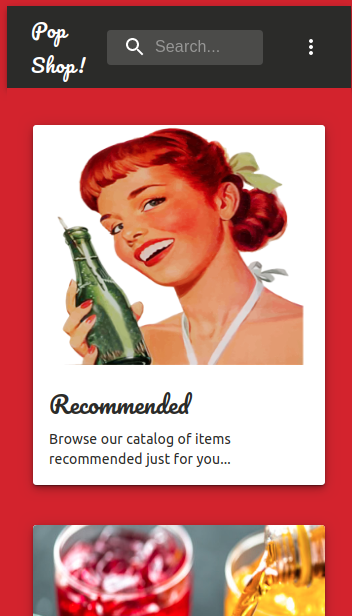 Pop
Shop!
Search...
Recommended
Browse our catalog of items
recommended just for you...